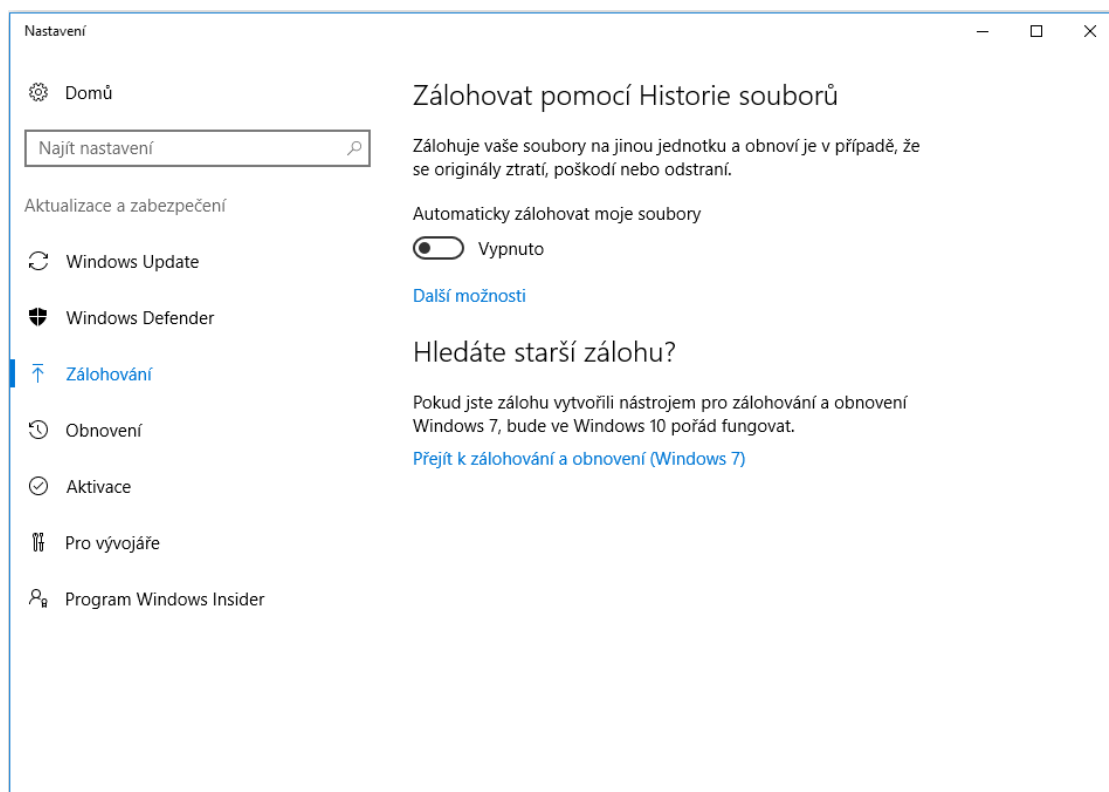 Nastavení
Domů
Najít nastavení
Aktualizace a zabezpečení
Windows Update
Windows Defender
Zálohování
Obnovení
Aktivace
Pro vývojáře
Program Windows Insider
Zálohovat pomocí Historie souborů
Zálohuje vaše soubory na jinou jednotku a obnoví je v případě, že
se originály ztratí, poškodí nebo odstraní.
Automaticky zálohovat moje soubory
Vypnuto
Další možnosti
Hledáte starší zálohu?
Pokud jste zálohu vytvořili nástrojem pro zálohování a obnovení
Windows 7, bude ve Windows 10 pořád fungovat.
Přejít k zálohování a obnovení (Windows 7)